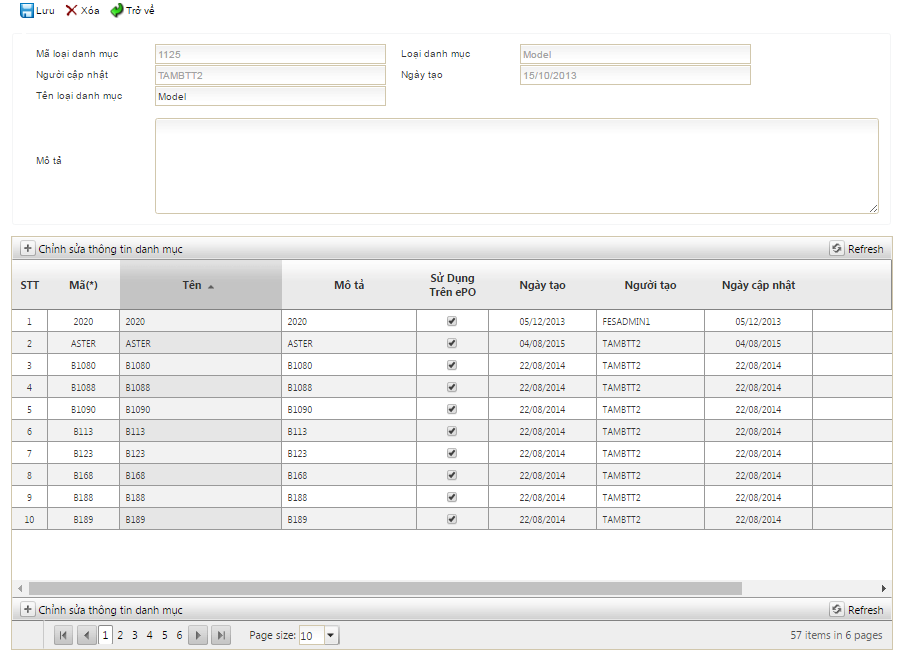 Lưu Xóa Trở về
Mã loại danh mục 1125 Loại danh mục Model
Người cập nhật TAMBTT2 Ngày tạo 15/10/2013
Tên loại danh mục Model
Mô tả
Chỉnh sửa thông tin danh mục Refresh
STT Mã(*) Tên Mô tả Sử Dụng Trên ePO Ngày tạo Người tạo Ngày cập nhật
1 2020 2020 2020 05/12/2013 FESADMIN1 05/12/2013
2 ASTER ASTER ASTER 04/08/2015 TAMBTT2 04/08/2015
3 B1080 B1080 B1080 22/08/2014 TAMBTT2 22/08/2014
4 B1088 B1088 B1088 22/08/2014 TAMBTT2 22/08/2014
5 B1090 B1090 B1090 22/08/2014 TAMBTT2 22/08/2014
6 B113 B113 B113 22/08/2014 TAMBTT2 22/08/2014
7 B123 B123 B123 22/08/2014 TAMBTT2 22/08/2014
8 B168 B168 B168 22/08/2014 TAMBTT2 22/08/2014
9 B188 B188 B188 22/08/2014 TAMBTT2 22/08/2014
10 B189 B189 B189 22/08/2014 TAMBTT2 22/08/2014
Chỉnh sửa thông tin danh mục Refresh
1 2 3 4 5 6 Page size: 10 57 items in 6 pages